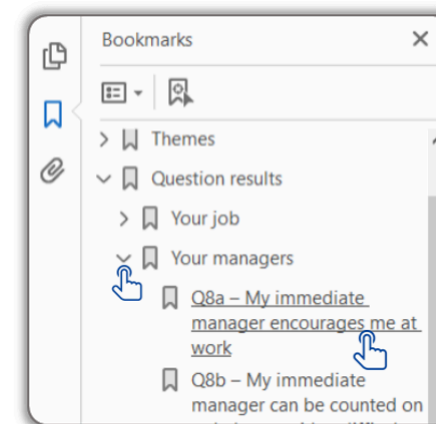 Bookmarks
Themes
Question results
Your job
Your managers
Q8a – My immediate
manager encourages me at
work
Q8b – My immediate
manager can be counted on